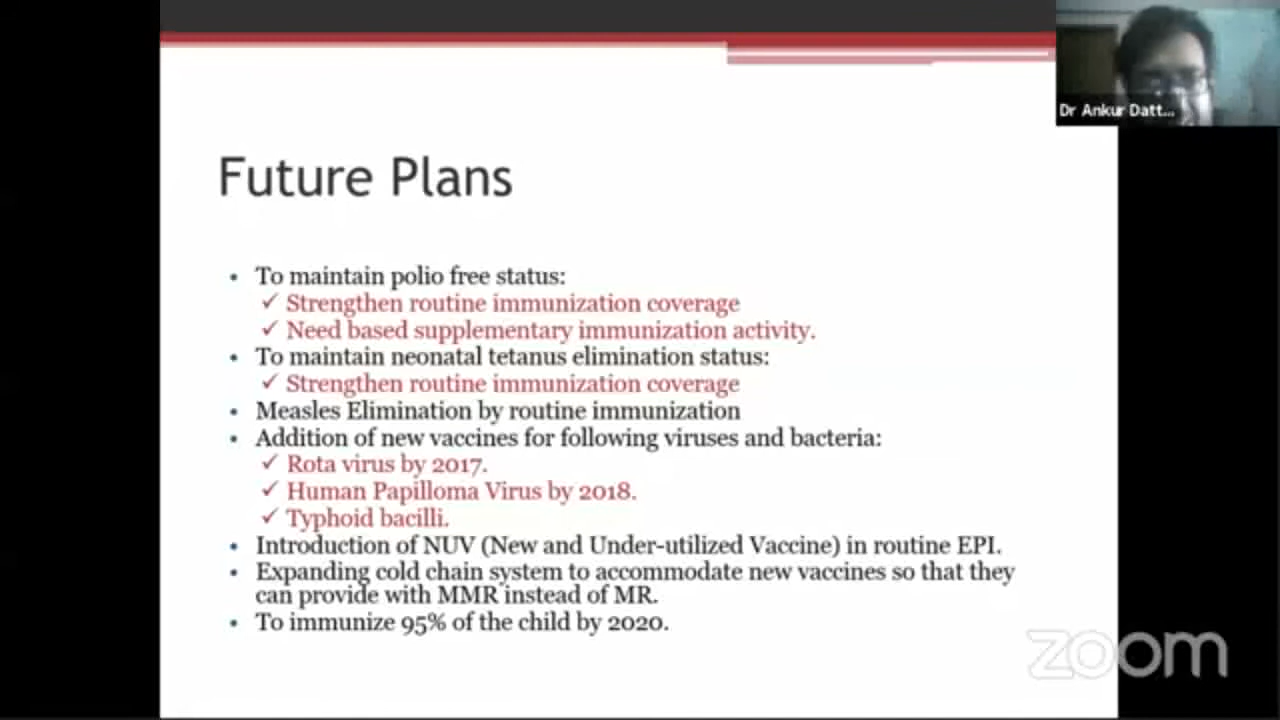 Dr Ankur Datt...
Future Plans
• To maintain polio free status:
✓ Strengthen routine immunization coverage
✓ Need based supplementary immunization activity.
• To maintain neonatal tetanus elimination status:
✓ Strengthen routine immunization coverage
• Measles Elimination by routine immunization
• Addition of new vaccines for following viruses and bacteria:
✓ Rota virus by 2017.
✓ Human Papilloma Virus by 2018.
✓ Typhoid bacilli.
• Introduction of NUV (New and Under-utilized Vaccine) in routine EPI.
• Expanding cold chain system to accommodate new vaccines so that they
can provide with MMR instead of MR.
• To immunize 95% of the child by 2020.
zoom